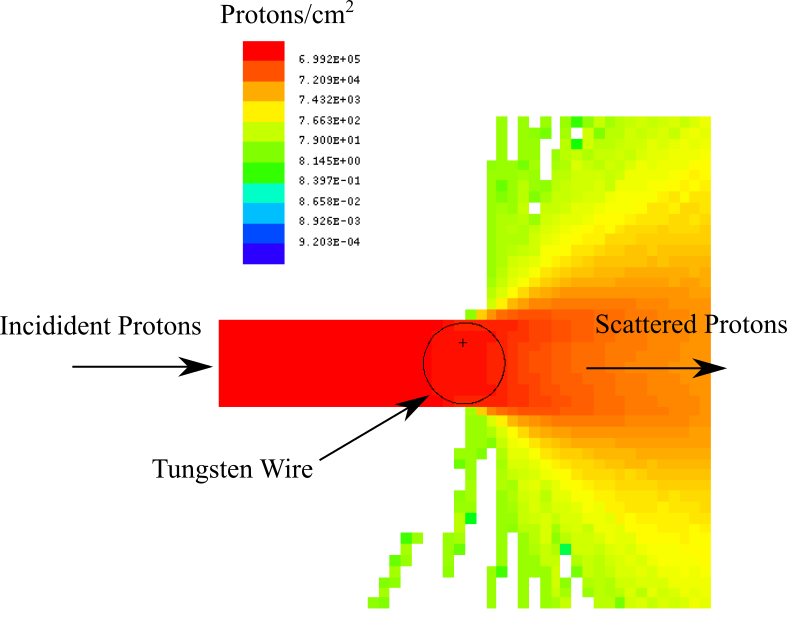 Protons/cm²
6.992E+05
7.209E+04
7.432E+03
7.663E+02
7.900E+01
8.145E+00
8.397E-01
8.658E-02
8.926E-03
9.203E-04
Incidident Protons
Scattered Protons
Tungsten Wire